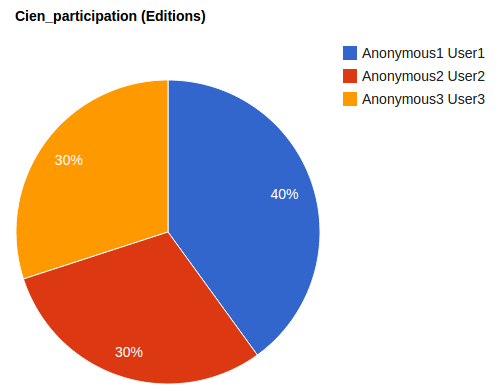 Cien_participation (Editions)
Anonymous1 User1
Anonymous2 User2
Anonymous3 User3
30%
40%
30%